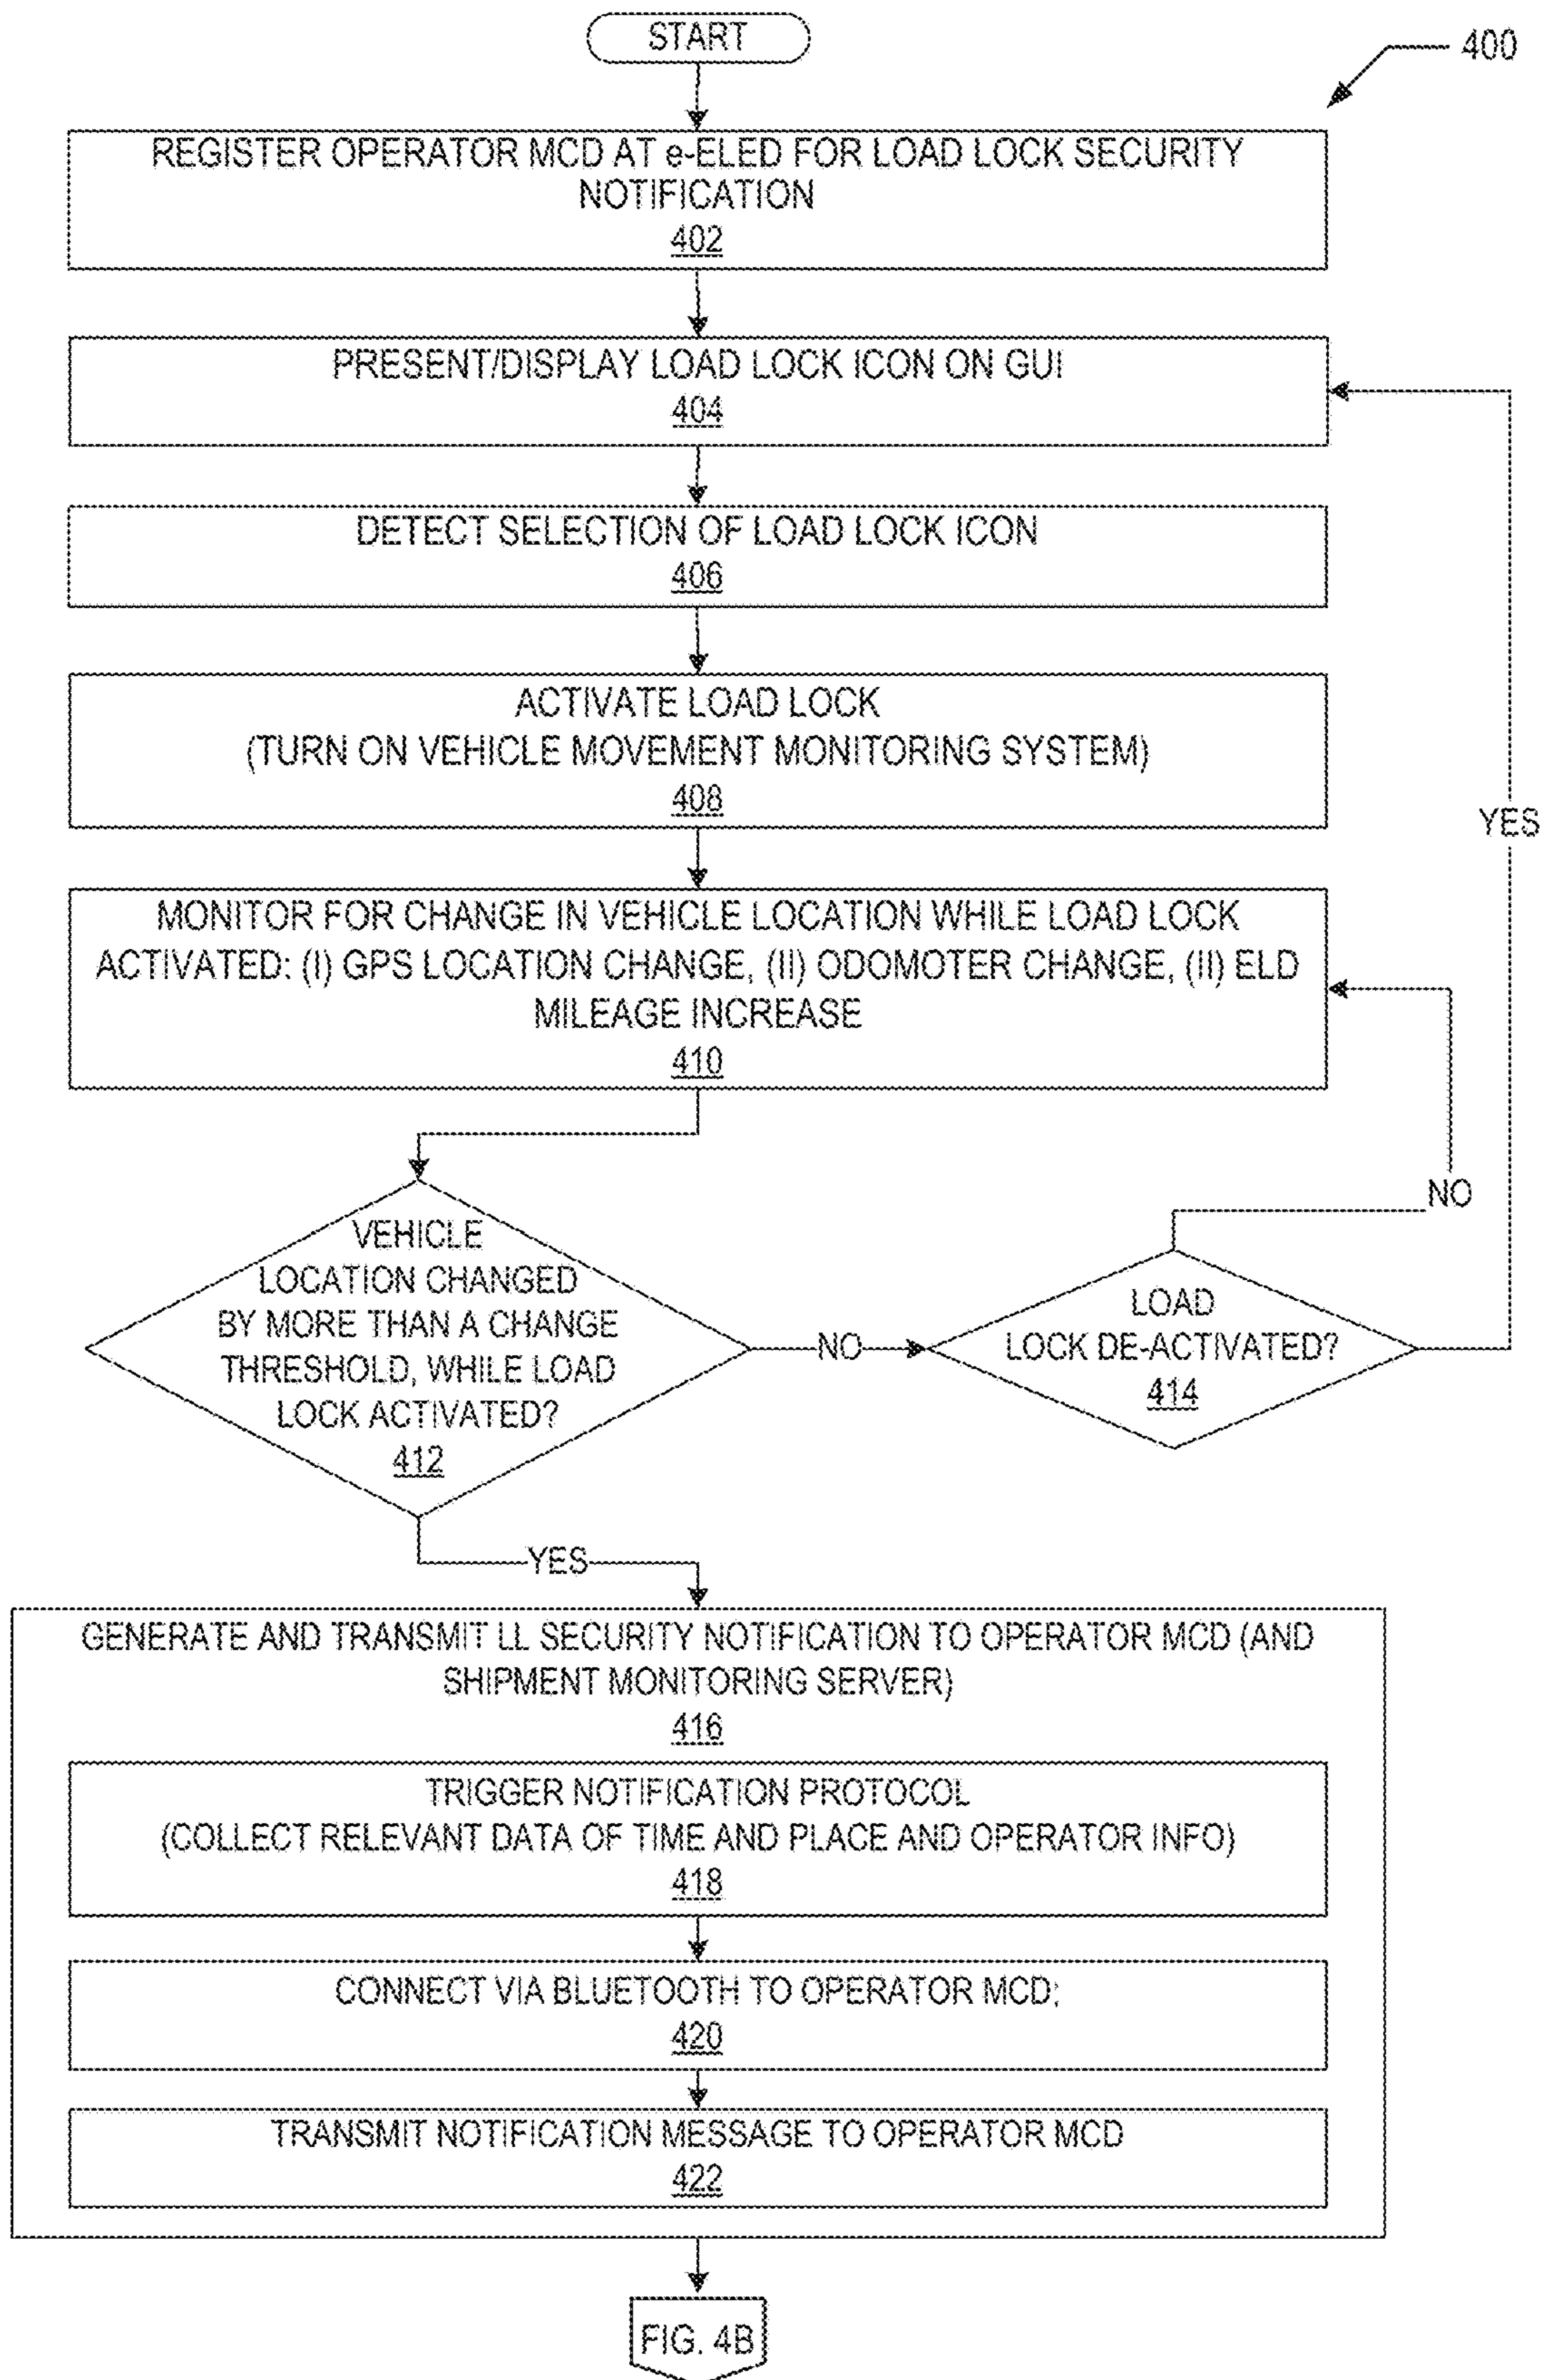 START
400
REGISTER OPERATOR MCD AT e-ELED FOR LOAD LOCK SECURITY
NOTIFICATION
402
PRESENT/DISPLAY LOAD LOCK ICON ON GUI
404
DETECT SELECTION OF LOAD LOCK ICON
406
ACTIVATE LOAD LOCK
(TURN ON VEHICLE MOVEMENT MONITORING SYSTEM)
408
YES
MONITOR FOR CHANGE IN VEHICLE LOCATION WHILE LOAD LOCK
ACTIVATED: (I) GPS LOCATION CHANGE, (II) ODOMOTER CHANGE, (II) ELD
MILEAGE INCREASE
410
NO
VEHICLE
LOCATION CHANGED
BY MORE THAN A CHANGE
THRESHOLD, WHILE LOAD
LOCK ACTIVATED?
412
NO
LOAD
LOCK DE-ACTIVATED?
414
YES
GENERATE AND TRANSMIT LL SECURITY NOTIFICATION TO OPERATOR MCD (AND
SHIPMENT MONITORING SERVER)
416
TRIGGER NOTIFICATION PROTOCOL
(COLLECT RELEVANT DATA OF TIME AND PLACE AND OPERATOR INFO)
418
CONNECT VIA BLUETOOTH TO OPERATOR MCD;
420
TRANSMIT NOTIFICATION MESSAGE TO OPERATOR MCD
422
FIG. 4B